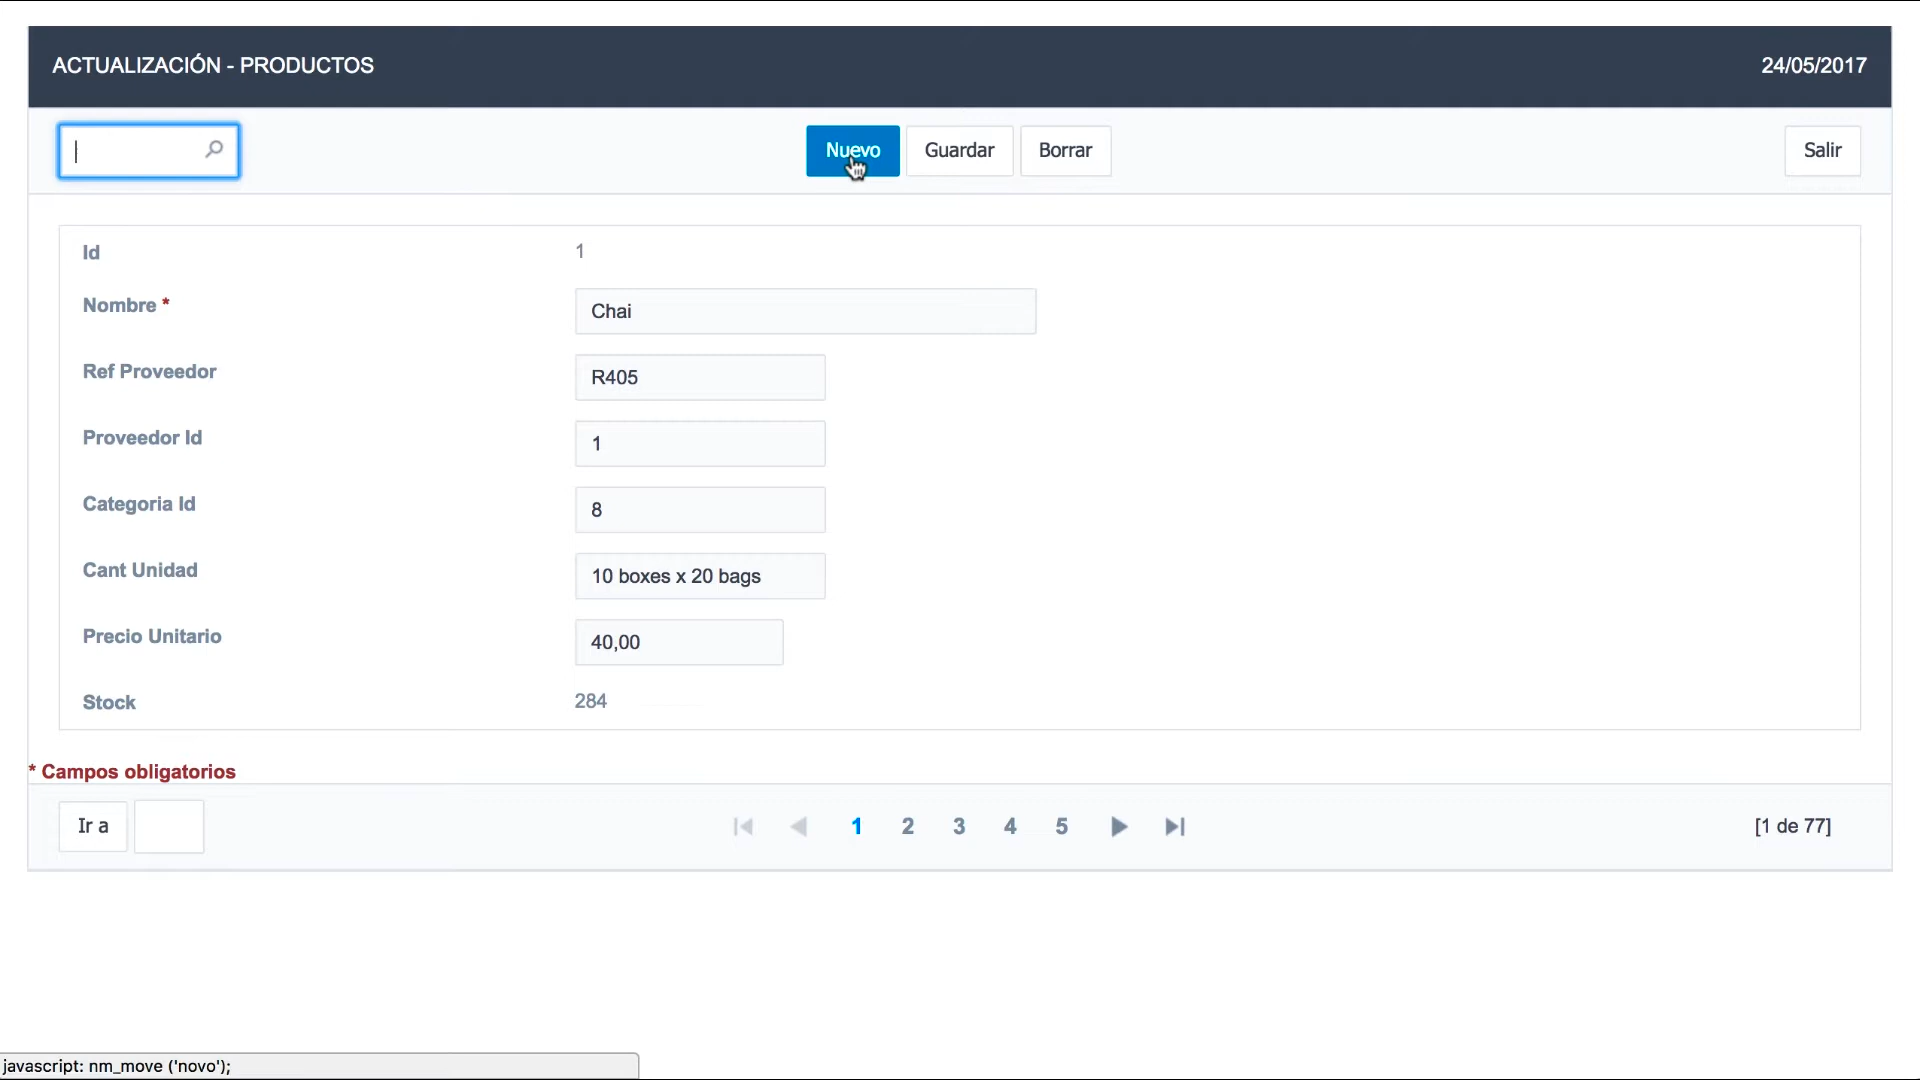 ACTUALIZACIÓN - PRODUCTOS 24/05/2017
Nuevo Guardar Borrar Salir
Id 1
Nombre * Chai
Ref Proveedor R405
Proveedor Id 1
Categoria Id 8
Cant Unidad 10 boxes x 20 bags
Precio Unitario 40,00
Stock 284
* Campos obligatorios
Ir a 1 2 3 4 5 [1 de 77]
javascript: nm_move ('novo');